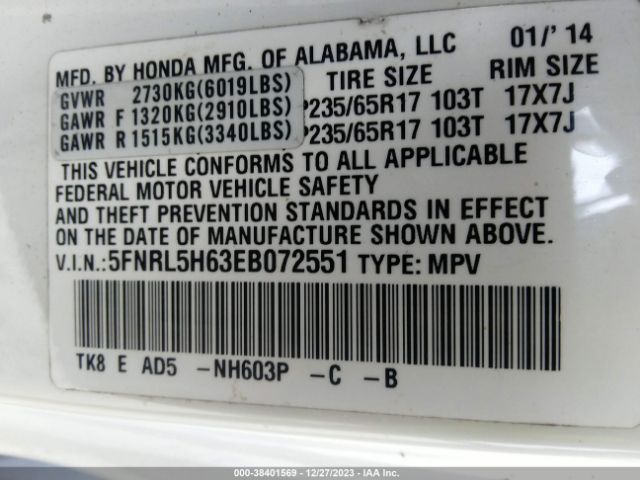 MFD. BY HONDA MFG. OF ALABAMA, LLC 01/' 14
TIRE SIZE RIM SIZE
GVWR 2730KG(6019LBS)
GAWR F 1320KG(2910LBS) P235/65R17 103T 17X7J
GAWR R 1515KG(3340LBS) P235/65R17 103T 17X7J
THIS VEHICLE CONFORMS TO ALL APPLICABLE
FEDERAL MOTOR VEHICLE SAFETY
AND THEFT PREVENTION STANDARDS IN EFFECT
ON THE DATE OF MANUFACTURE SHOWN ABOVE.
V.I.N.:5FNRL5H63EB072551 TYPE: MPV
TK8 E AD5 -NH603P -C -B
000-38401569 - 12/27/2023 - IAA Inc.